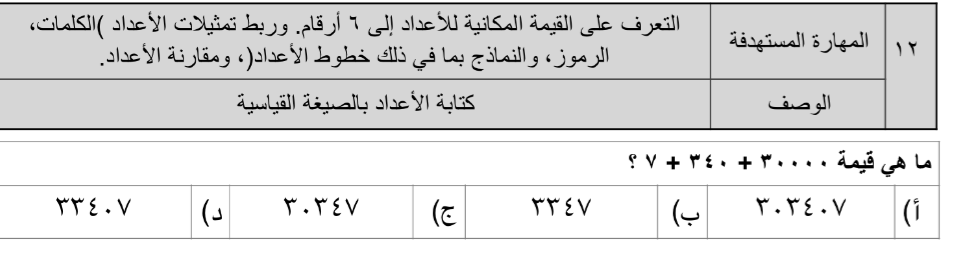 ١٢ المهارة المستهدفة التعرف على القيمة المكانية للأعداد إلى ٦ أرقام. وربط تمثيلات الأعداد )الكلمات،
الرموز، والنماذج بما في ذلك خطوط الأعداد(، ومقارنة الأعداد.
الوصف كتابة الأعداد بالصيغة القياسية
ما هي قيمة ٣٠٠٠٠ + ٣٤٠ + ٧ ؟
أ) ٣٠٣٤٠٧ ب) ٣٣٤٧ ج) ٣٠٣٤٧ د) ٣٣٤٠٧